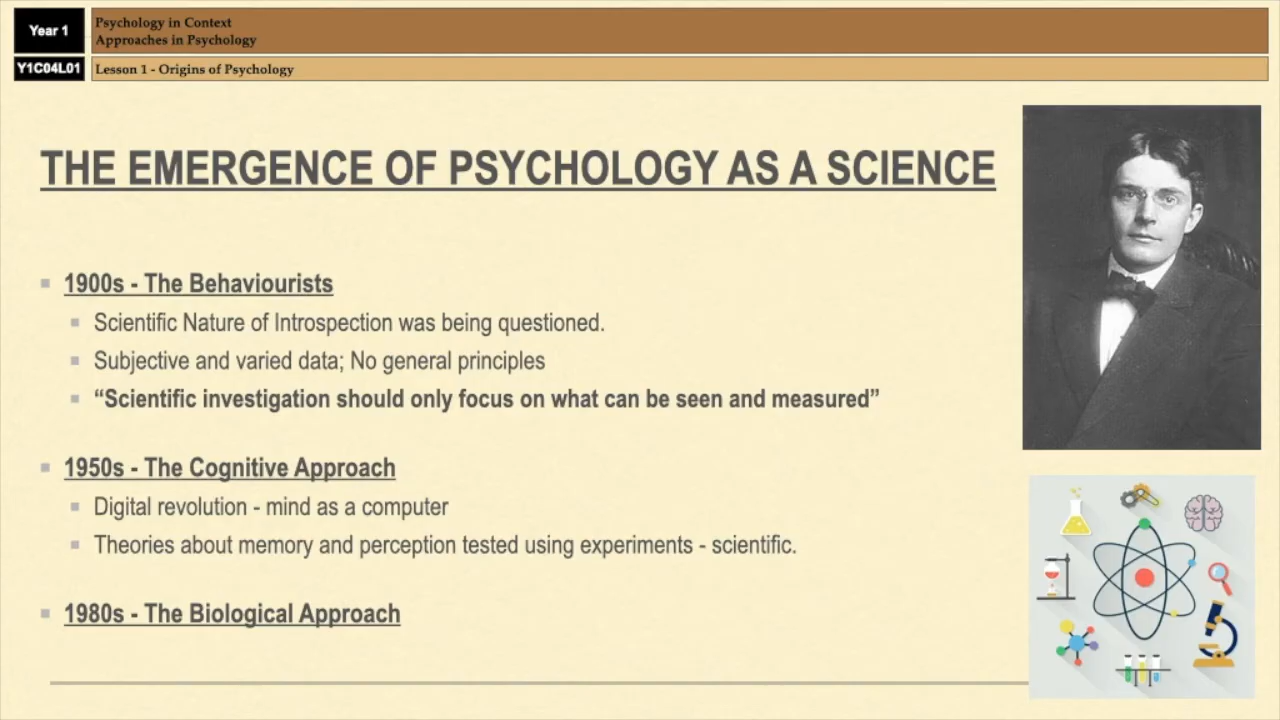 Year 1
Psychology in Context
Approaches in Psychology
Y1C04L01
Lesson 1 - Origins of Psychology
THE EMERGENCE OF PSYCHOLOGY AS A SCIENCE
1900s - The Behaviourists
Scientific Nature of Introspection was being questioned.
Subjective and varied data; No general principles
“Scientific investigation should only focus on what can be seen and measured”
1950s - The Cognitive Approach
Digital revolution - mind as a computer
Theories about memory and perception tested using experiments - scientific.
1980s - The Biological Approach